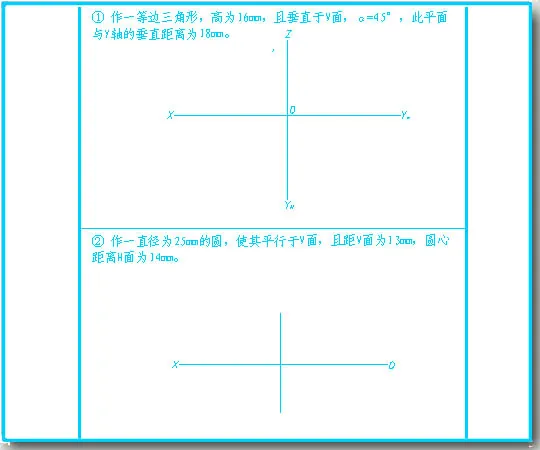 ① 作一等边三角形，高为16mm，且垂直于V面，α=45°，此平面
与Y轴的垂直距离为18mm。
Z
X
O
Yw
YH
② 作一直径为25mm的圆，使其平行于V面，且距V面为13mm，圆心
距离H面为14mm。
X
O